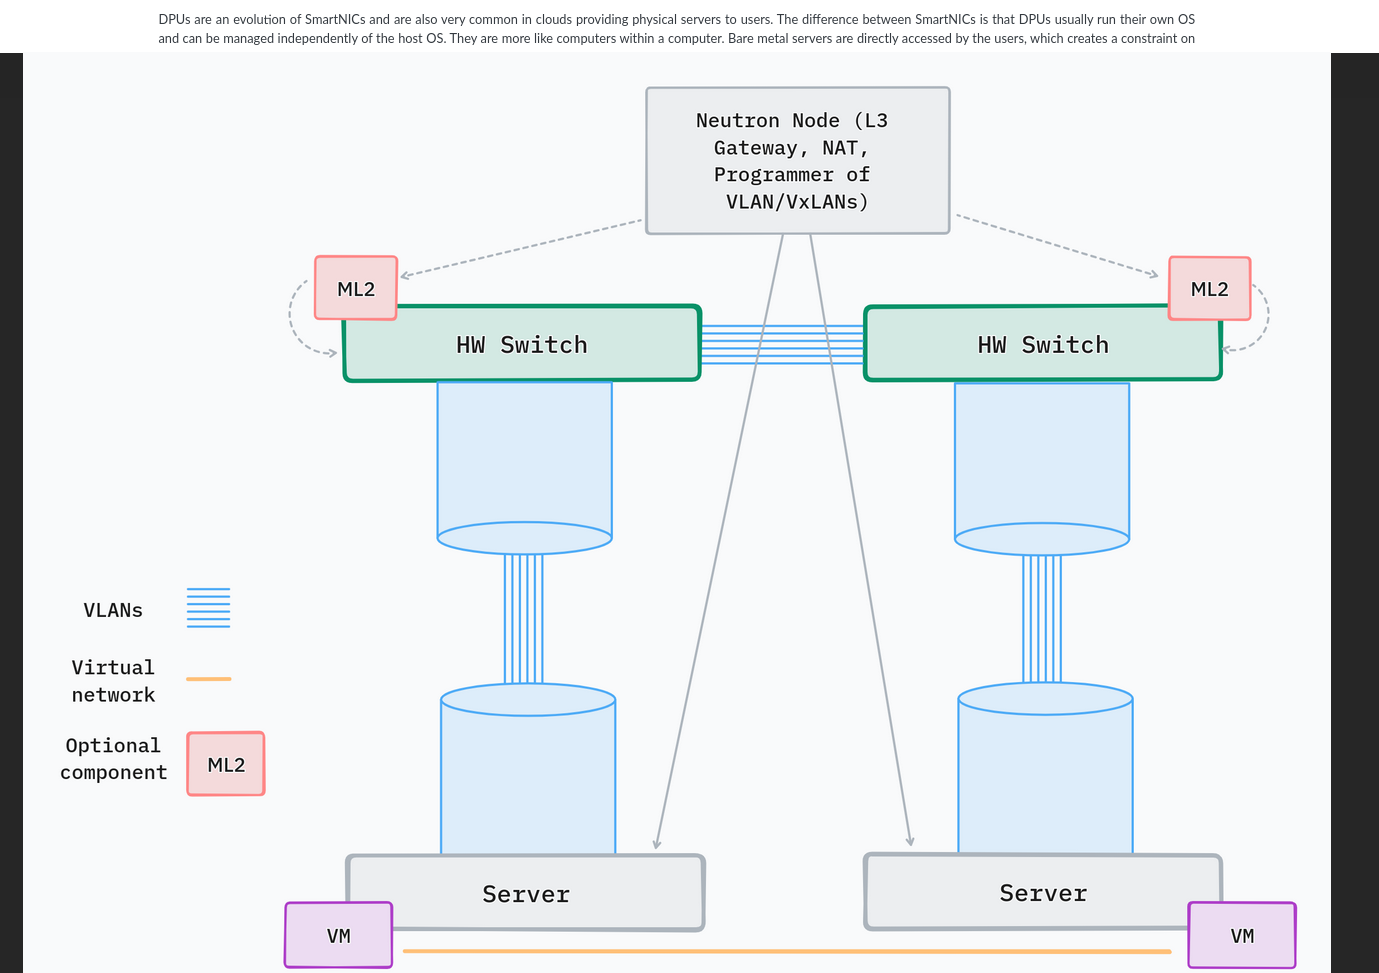 DPUs are an evolution of SmartNICs and are also very common in clouds providing physical servers to users. The difference between SmartNICs is that DPUs usually run their own OS
and can be managed independently of the host OS. They are more like computers within a computer. Bare metal servers are directly accessed by the users, which creates a constraint on
Neutron Node (L3
Gateway, NAT,
Programmer of
VLAN/VxLANs)
ML2
ML2
HW Switch
HW Switch
VLANs
Virtual
network
Optional
component
ML2
Server
Server
VM
VM